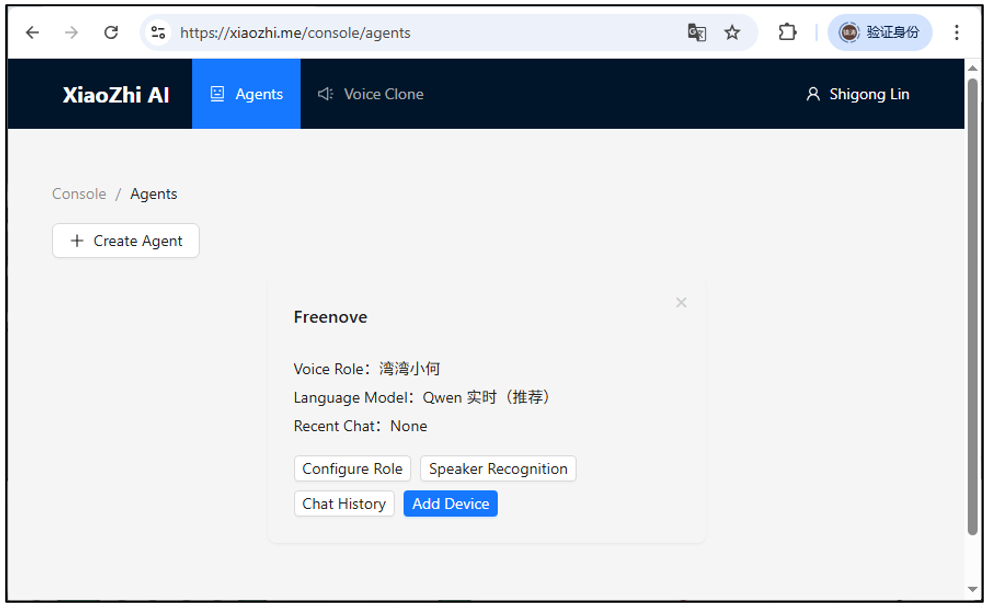 https://xiaozhi.me/console/agents
验证身份
XiaoZhi AI
Agents
Voice Clone
Shigong Lin
Console / Agents
+ Create Agent
Freenove
Voice Role：湾湾小何
Language Model：Qwen 实时（推荐）
Recent Chat：None
Configure Role
Speaker Recognition
Chat History
Add Device